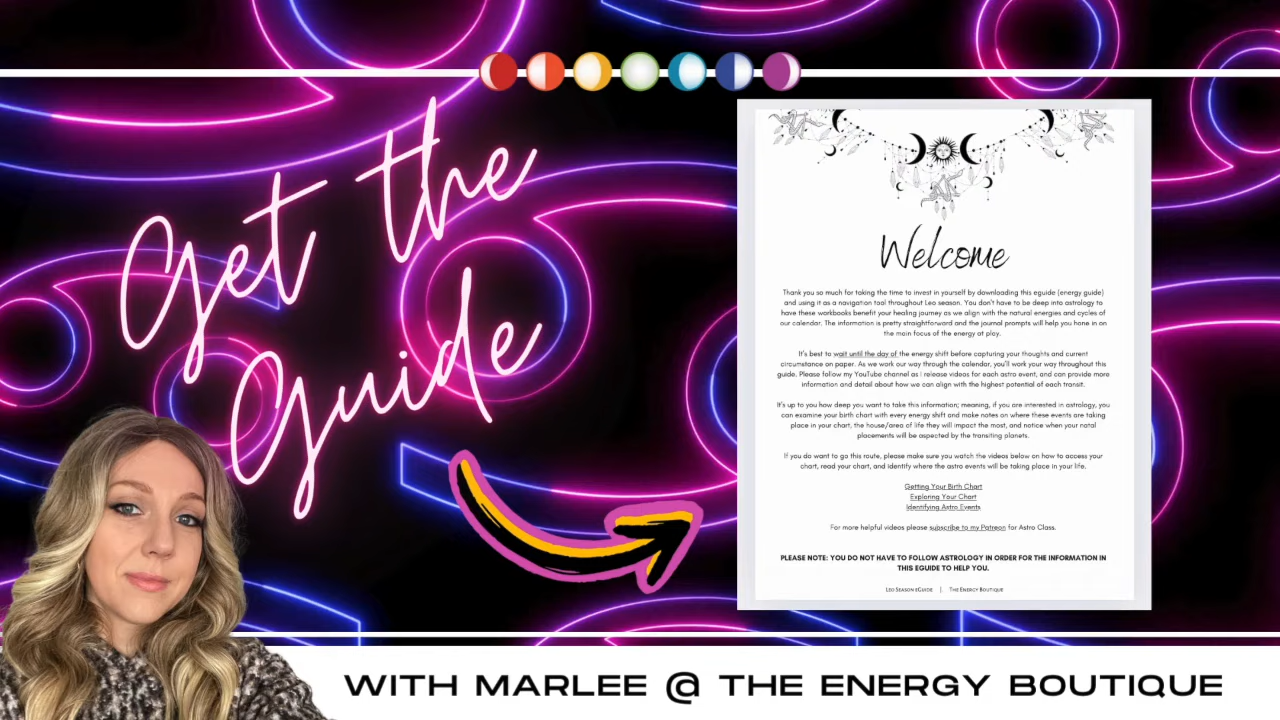 Get the
Guide
Welcome
Thank you so much for taking the time to invest in yourself by downloading this eguide (energy guide)
and using it as a navigation tool throughout Leo season. You don't have to be deep into astrology to
have these workbooks benefit your healing journey as we align with the natural energies and cycles of
our calendar. The information is pretty straightforward and the journal prompts will help you hone in on
the main focus of the energy at play.
It's best to wait until the day of the energy shift before capturing your thoughts and current
circumstance on paper. As we work our way through the calendar, you'll work your way throughout this
guide. Please follow my YouTube channel as I release videos for each astro event, and can provide more
information and detail about how we can align with the highest potential of each transit.
It's up to you how deep you want to take this information; meaning, if you are interested in astrology, you
can examine your birth chart with every energy shift and make notes on where these events are taking
place in your chart, the house/area of life they will impact the most, and notice when your natal
placements will be aspected by the transiting planets.
If you do want to go this route, please make sure you watch the videos below on how to access your
chart, read your chart, and identify where the astro events will be taking place in your life.
Getting Your Birth Chart
Exploring Your Chart
Identifying Astro Events
For more helpful videos please subscribe to my Patreon for Astro Class.
PLEASE NOTE: YOU DO NOT HAVE TO FOLLOW ASTROLOGY IN ORDER FOR THE INFORMATION IN
THIS EGUIDE TO HELP YOU.
Leo Season eGuide | The Energy Boutique
WITH MARLEE @ THE ENERGY BOUTIQUE